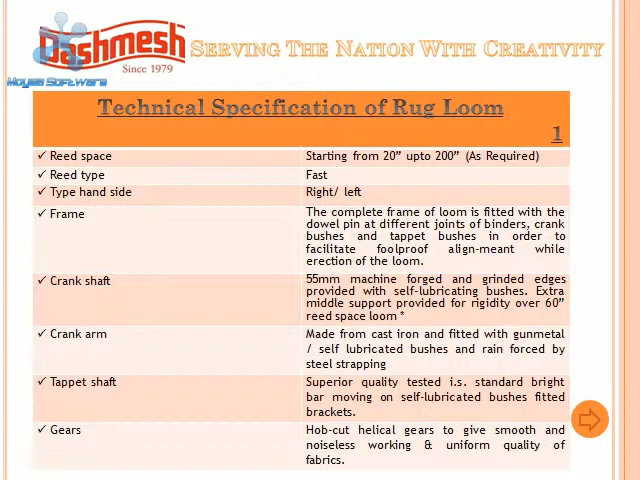 Dashmesh
Since 1979
SERVING THE NATION WITH CREATIVITY
Moyea Software
Technical Specification of Rug Loom
1
✓ Reed space Starting from 20” upto 200” (As Required)
✓ Reed type Fast
✓ Type hand side Right/ left
✓ Frame The complete frame of loom is fitted with the
dowel pin at different joints of binders, crank
bushes and tappet bushes in order to
facilitate foolproof align-meant while
erection of the loom.
✓ Crank shaft 55mm machine forged and grinded edges
provided with self-lubricating bushes. Extra
middle support provided for rigidity over 60”
reed space loom *
✓ Crank arm Made from cast iron and fitted with gunmetal
/ self lubricated bushes and rain forced by
steel strapping
✓ Tappet shaft Superior quality tested i.s. standard bright
bar moving on self-lubricated bushes fitted
brackets.
✓ Gears Hob-cut helical gears to give smooth and
noiseless working & uniform quality of
fabrics.